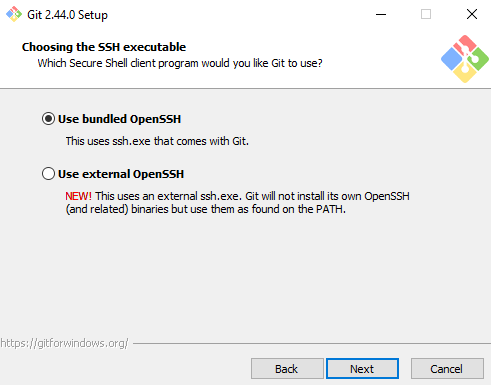 Git 2.44.0 Setup
Choosing the SSH executable
Which Secure Shell client program would you like Git to use?
Use bundled OpenSSH
This uses ssh.exe that comes with Git.
Use external OpenSSH
NEW! This uses an external ssh.exe. Git will not install its own OpenSSH
(and related) binaries but use them as found on the PATH.
https://gitforwindows.org/
Back
Next
Cancel